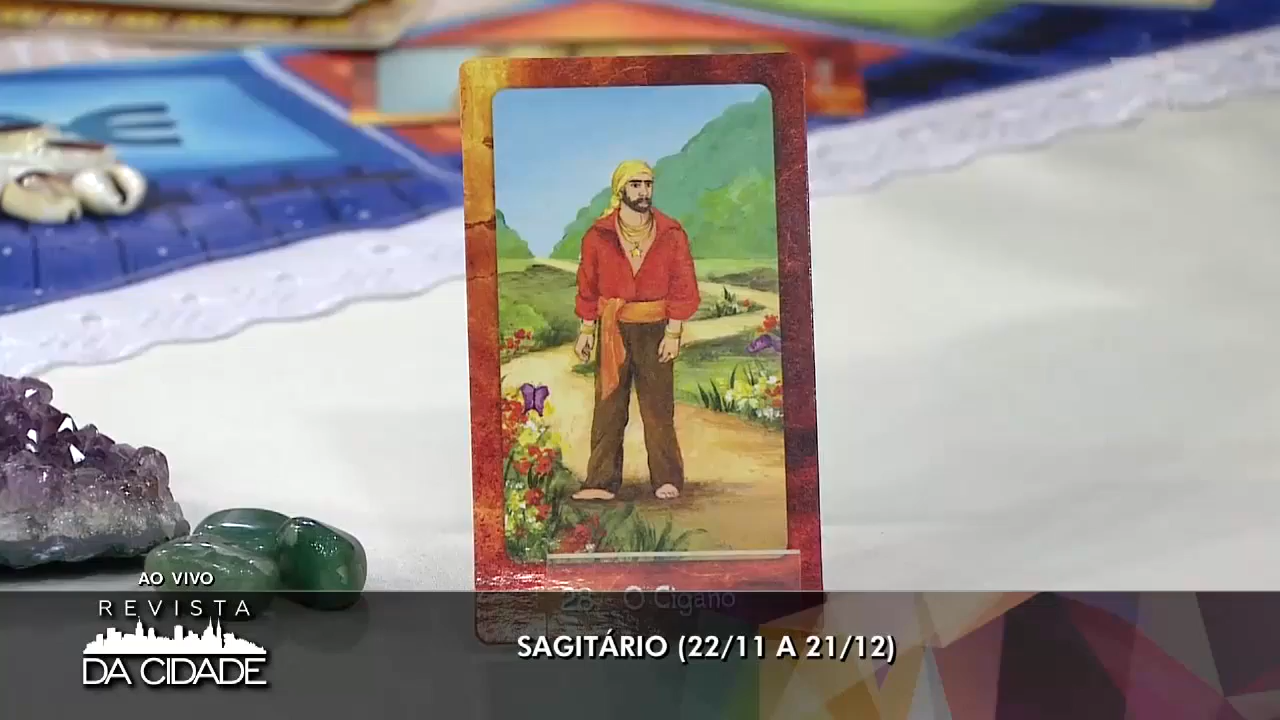 28 - O Cigano
AO VIVO
REVISTA
DA CIDADE
SAGITÁRIO (22/11 A 21/12)